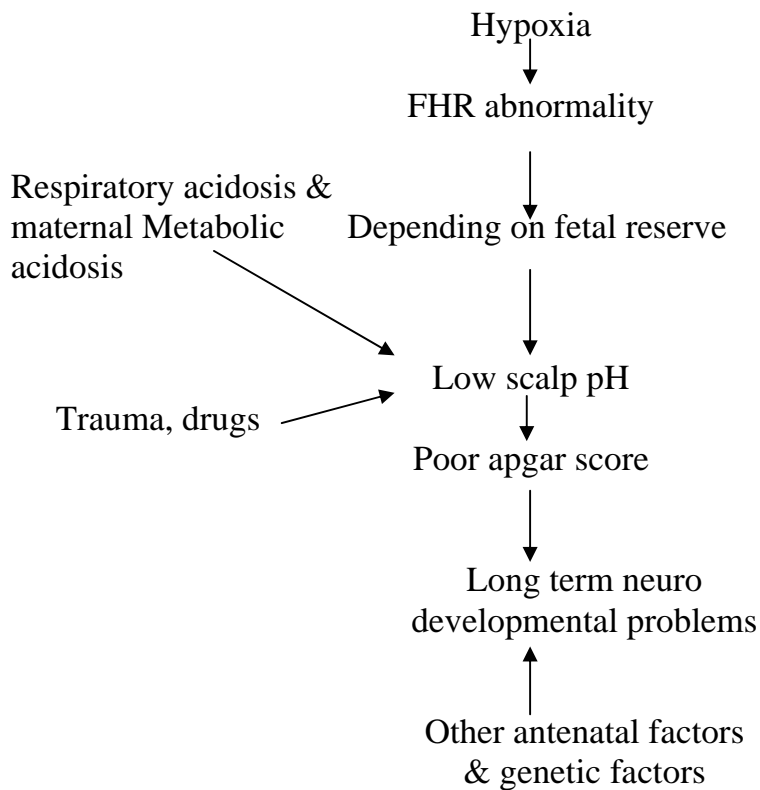 Hypoxia
FHR abnormality
Respiratory acidosis &
maternal Metabolic
acidosis
Depending on fetal reserve
Low scalp pH
Trauma, drugs
Poor apgar score
Long term neuro
developmental problems
Other antenatal factors
& genetic factors